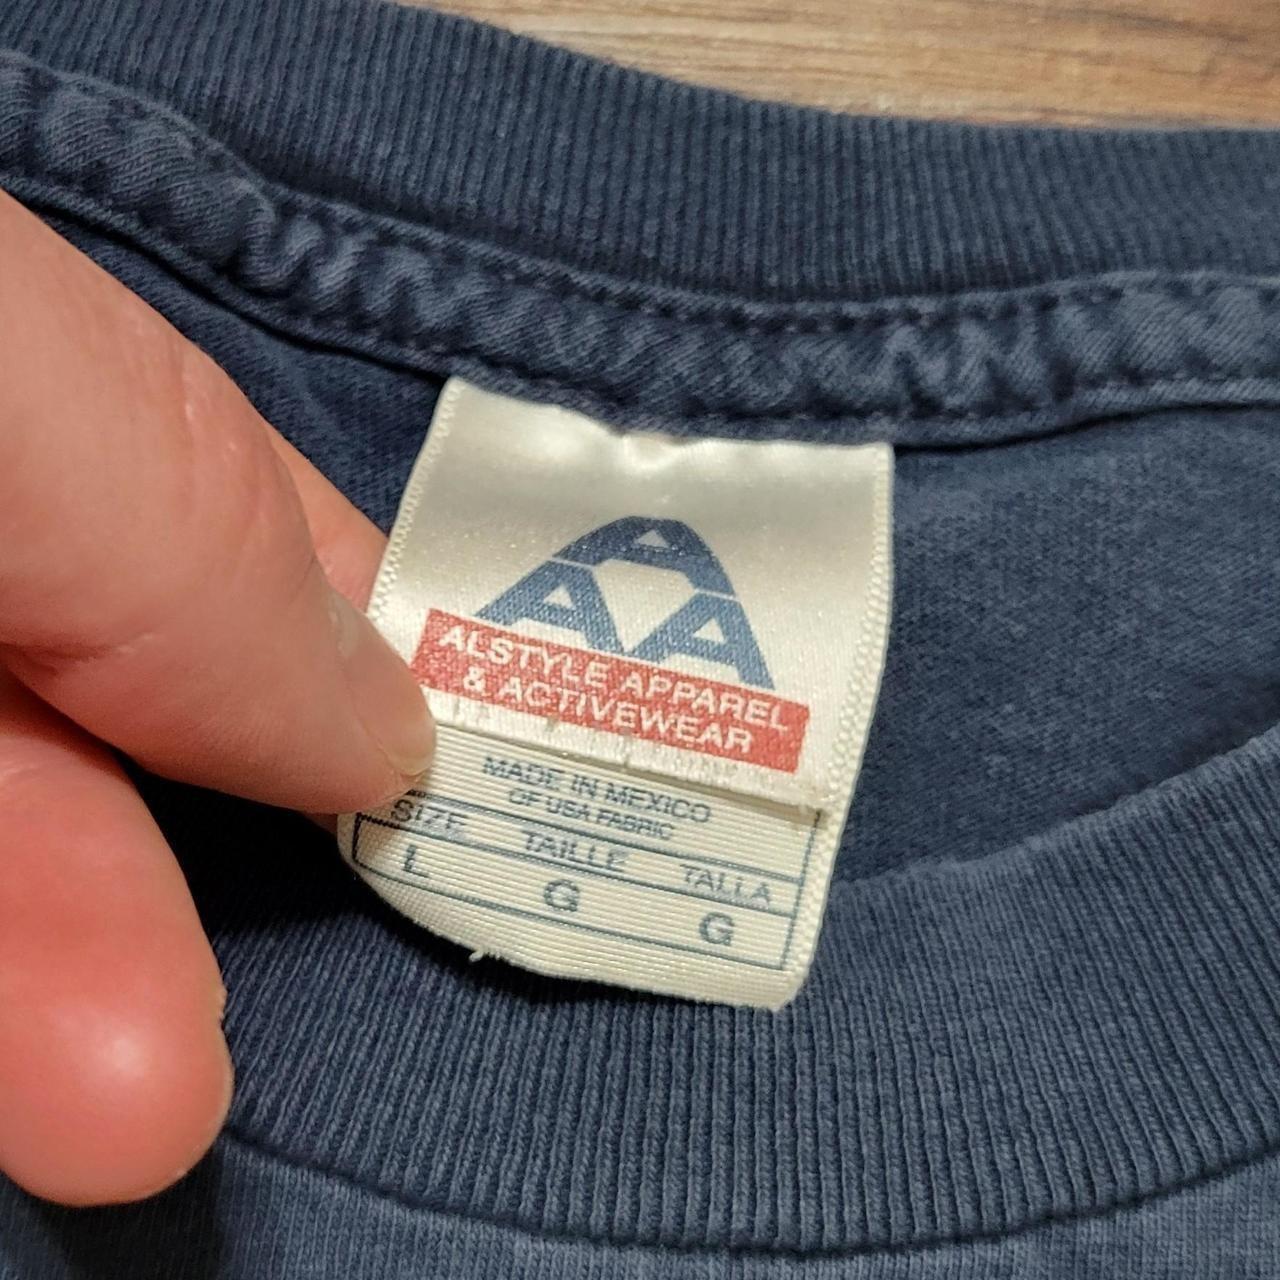 A
A A
ALSTYLE APPAREL
& ACTIVEWEAR
MADE IN MEXICO
OF USA FABRIC
SIZE TAILLE TALLA
L G G